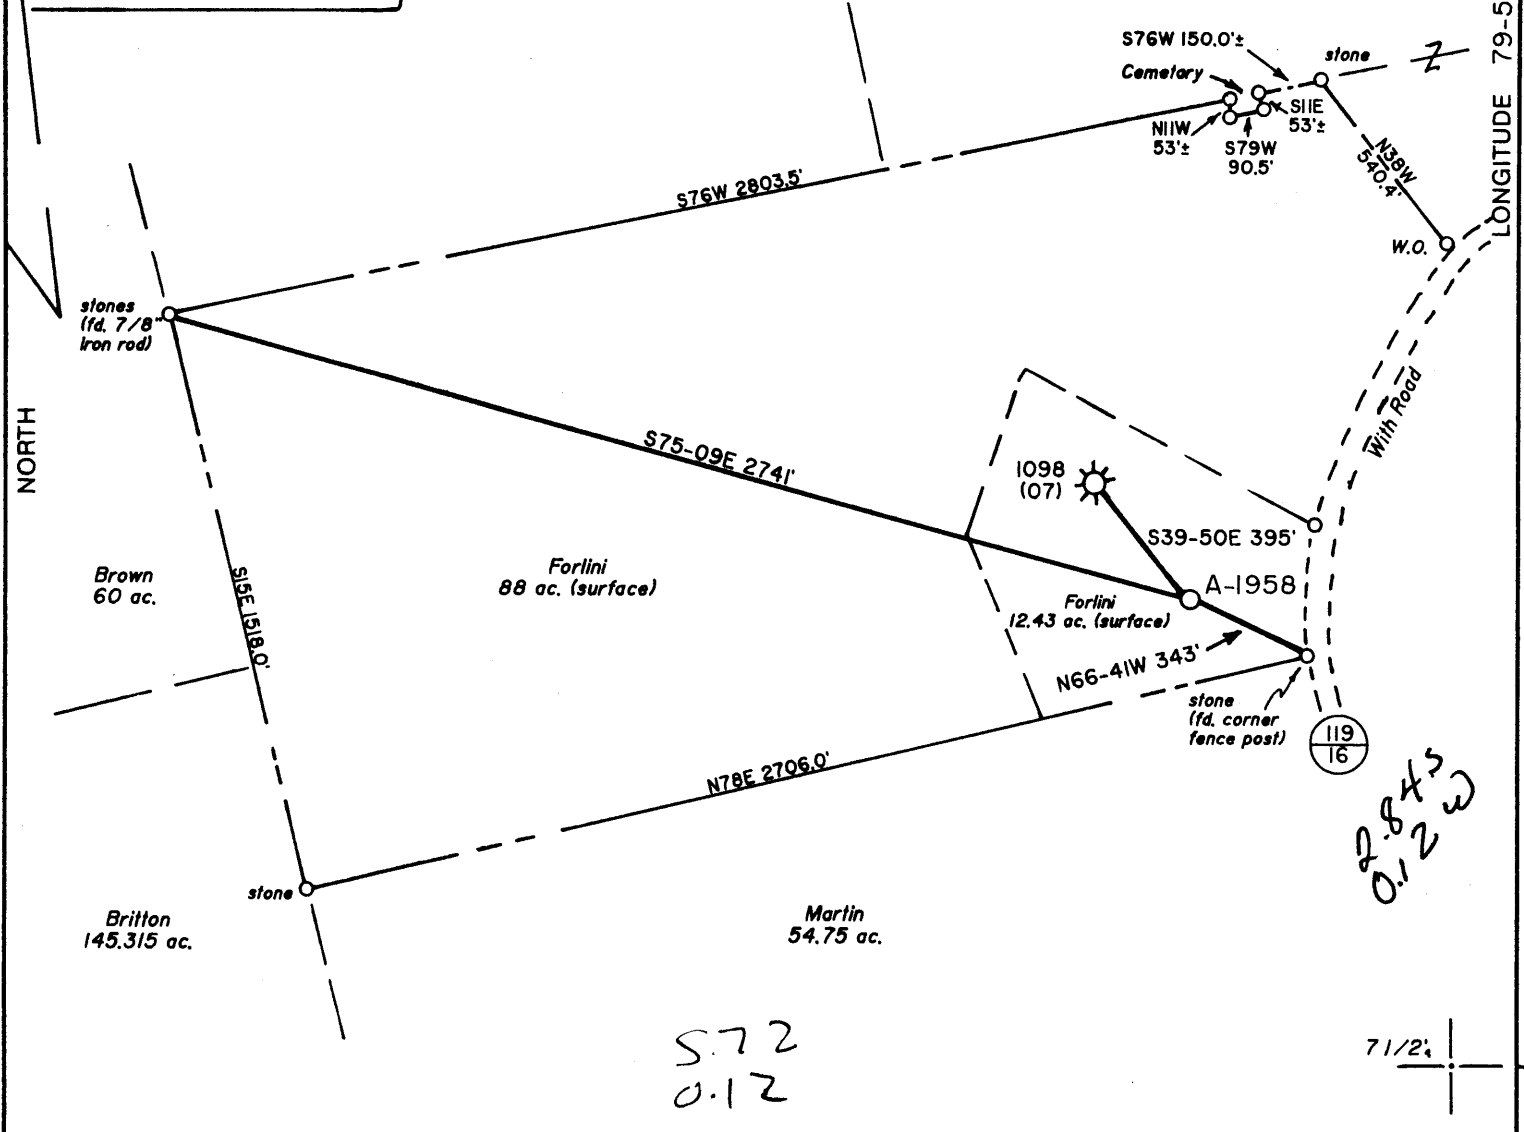 LONGITUDE 79-5
S76W 150.0'±
stone
Z
Cemetary
S11E
53'±
N11W
53'±
S79W
90.5'
N38W
540.4'
W.O.
S76W 2803.5'
stones
(fd. 7/8"
iron rod)
NORTH
With Road
S75-09E 2741'
1098
(07)
S39-50E 395'
A-1958
Brown
60 ac.
S15E 1518.0'
Forlini
88 ac. (surface)
Forlini
12.43 ac. (surface)
N66-41W 343'
stone
(fd. corner
fence post)
119
16
N78E 2706.0'
2.84 S
0.12 W
stone
Britton
145.315 ac.
Martin
54.75 ac.
5.72
0.12
7 1/2'